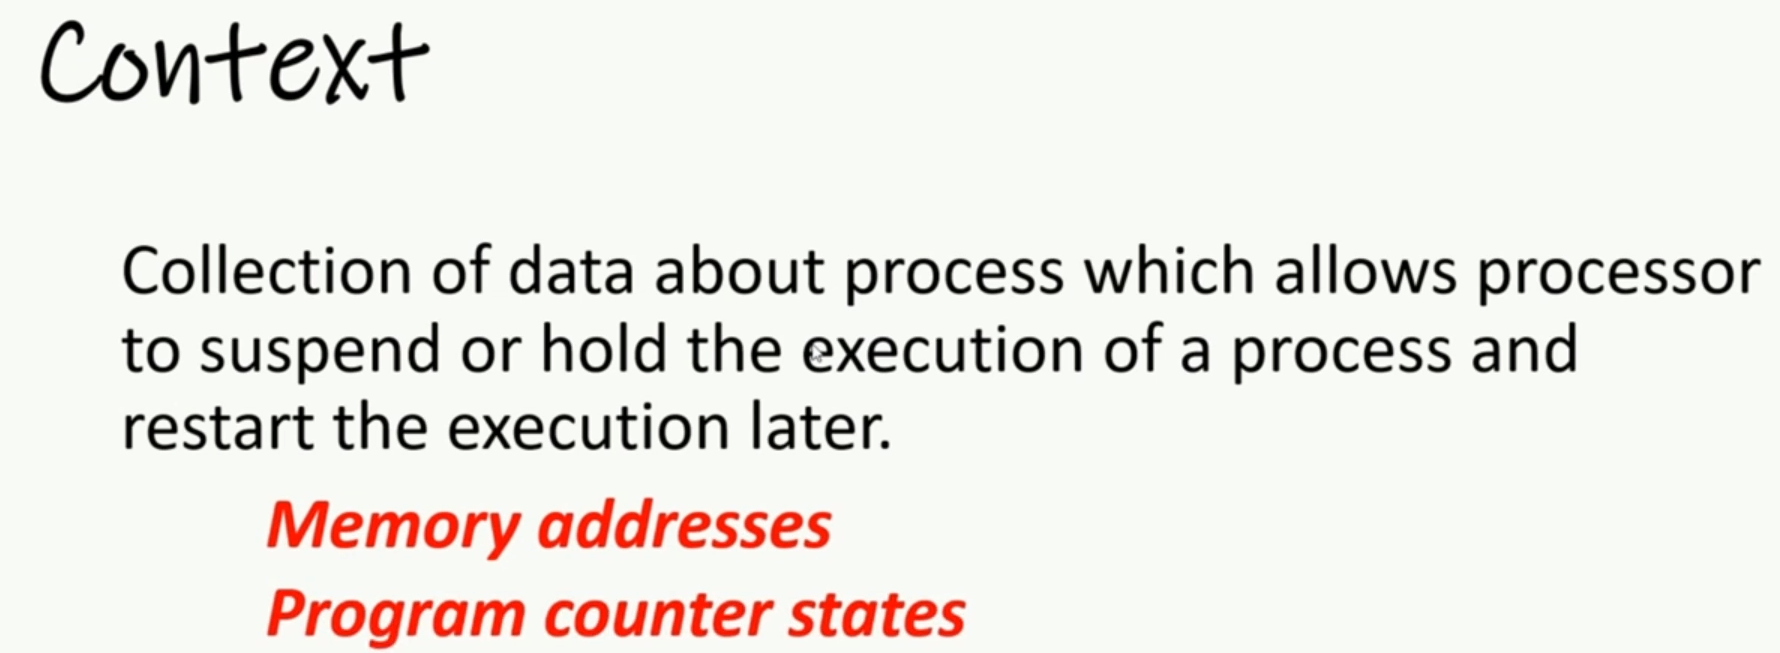 Context
Collection of data about process which allows processor
to suspend or hold the execution of a process and
restart the execution later.
Memory addresses
Program counter states